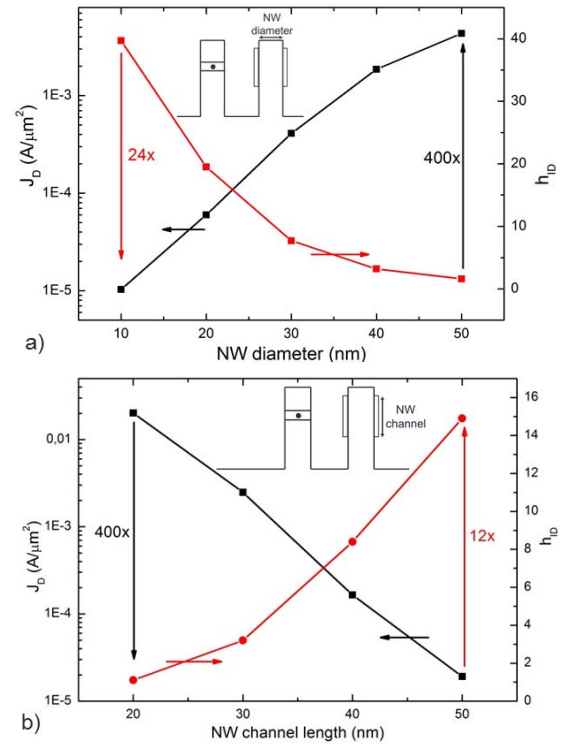 a)
NW
diameter
J_D (A/μm²)
1E-3
1E-4
1E-5
24x
400x
40
30
20
10
0
h_ID
10 20 30 40 50
NW diameter (nm)
b)
NW
channel
J_D (A/μm²)
0,01
1E-3
1E-4
1E-5
400x
12x
16
14
12
10
8
6
4
2
0
h_ID
20 30 40 50
NW channel length (nm)